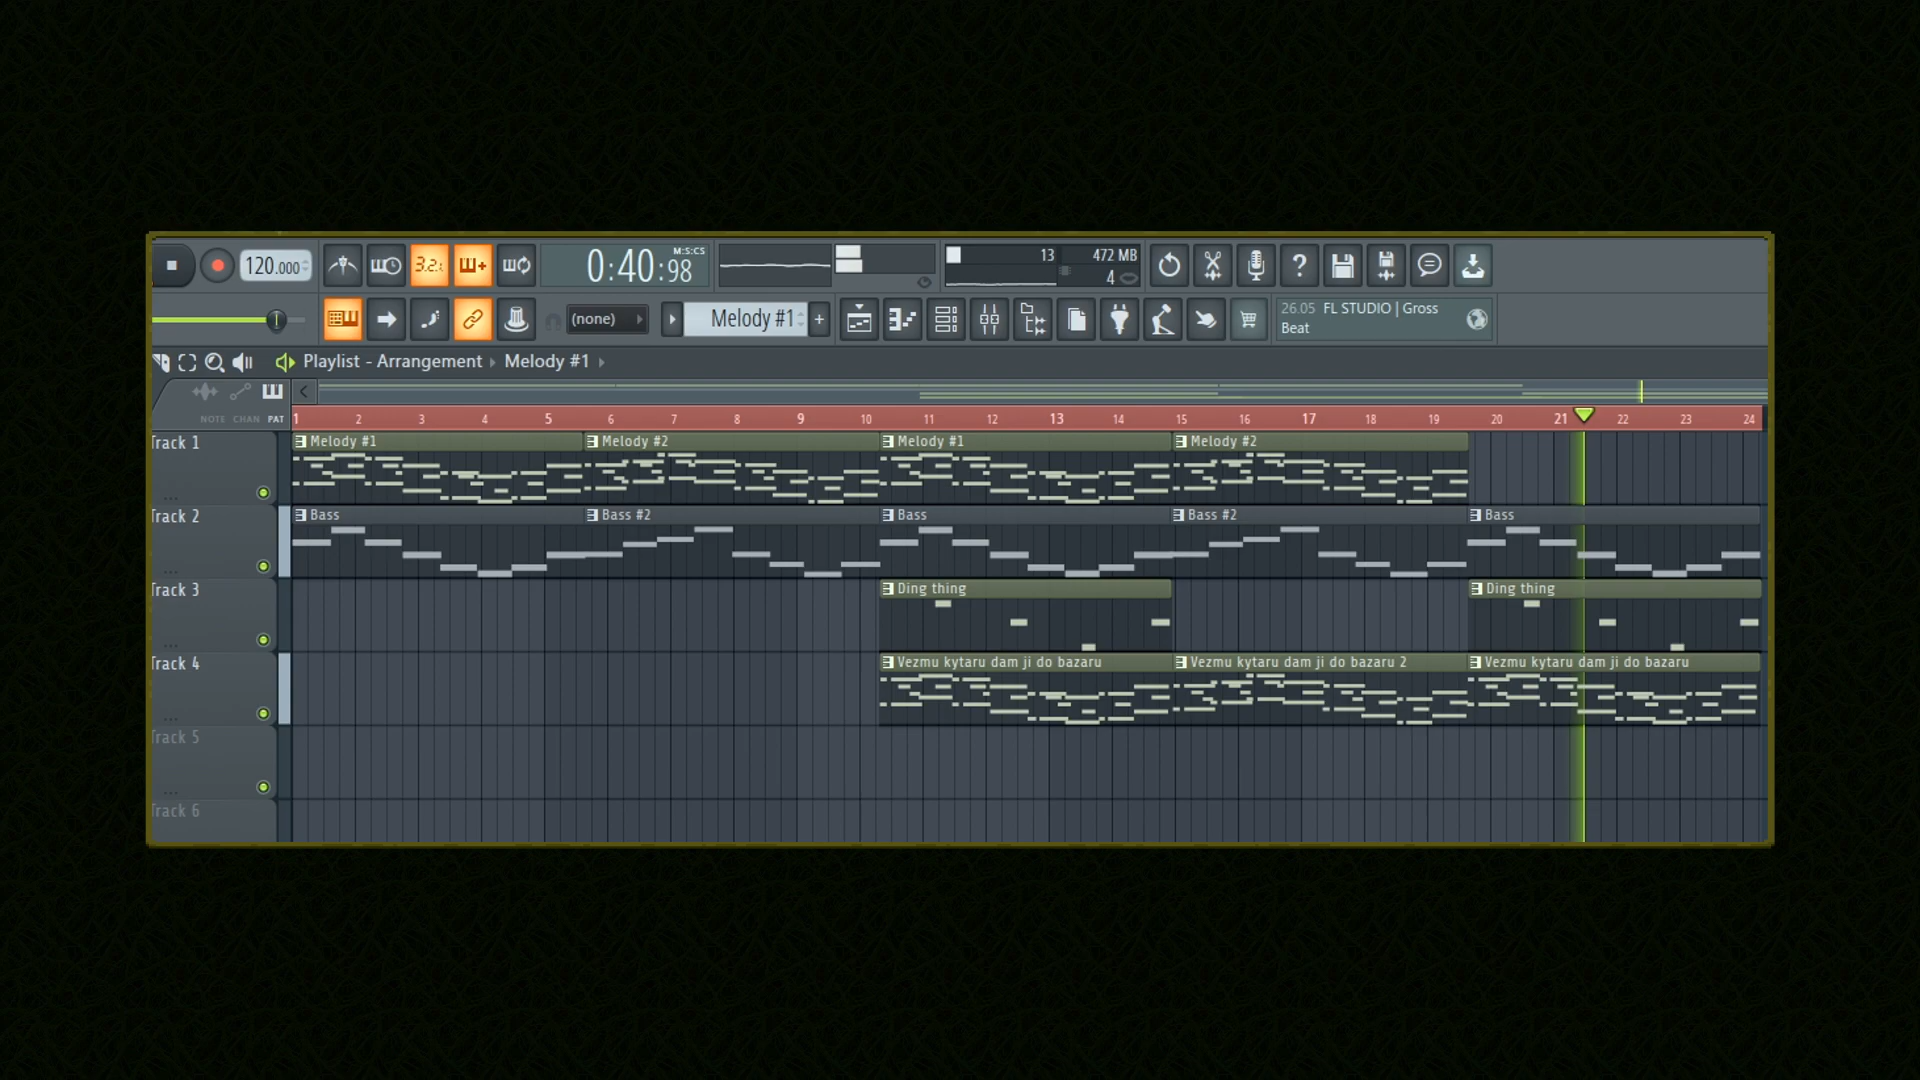 120.000
3.2.1
0:40:98
M:S:CS
13
472 MB
4
(none)
Melody #1
+
26.05 FL STUDIO | Gross
Beat
Playlist - Arrangement
Melody #1
NOTE CHAN PAT
1 2 3 4 5 6 7 8 9 10 11 12 13 14 15 16 17 18 19 20 21 22 23 24
Track 1
Melody #1
Melody #2
Melody #1
Melody #2
Track 2
Bass
Bass #2
Bass
Bass #2
Bass
Track 3
Ding thing
Ding thing
Track 4
Vezmu kytaru dam ji do bazaru
Vezmu kytaru dam ji do bazaru 2
Vezmu kytaru dam ji do bazaru
Track 5
Track 6